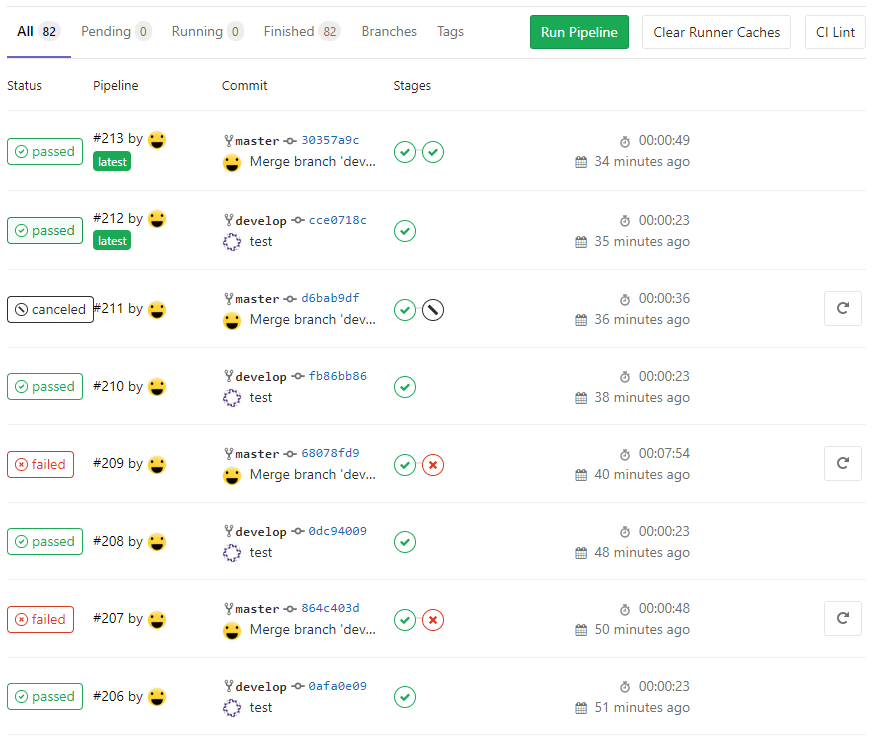 All 82 Pending 0 Running 0 Finished 82 Branches Tags Run Pipeline Clear Runner Caches CI Lint
Status Pipeline Commit Stages
passed #213 by master 30357a9c 00:00:49
latest Merge branch 'dev... 34 minutes ago
passed #212 by develop cce0718c 00:00:23
latest test 35 minutes ago
canceled #211 by master d6bab9df 00:00:36
Merge branch 'dev... 36 minutes ago
passed #210 by develop fb86bb86 00:00:23
test 38 minutes ago
failed #209 by master 68078fd9 00:07:54
Merge branch 'dev... 40 minutes ago
passed #208 by develop 0dc94009 00:00:23
test 48 minutes ago
failed #207 by master 864c403d 00:00:48
Merge branch 'dev... 50 minutes ago
passed #206 by develop 0afa0e09 00:00:23
test 51 minutes ago